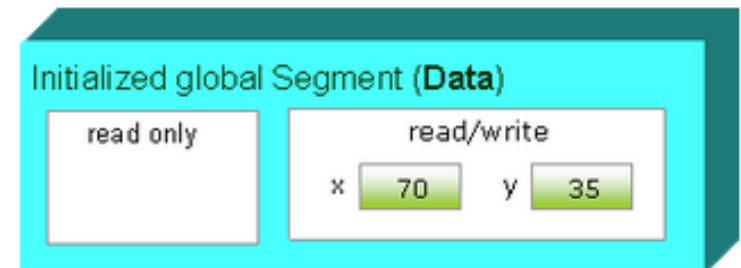 Initialized global Segment (Data)
read only
read/write
x 70 y 35